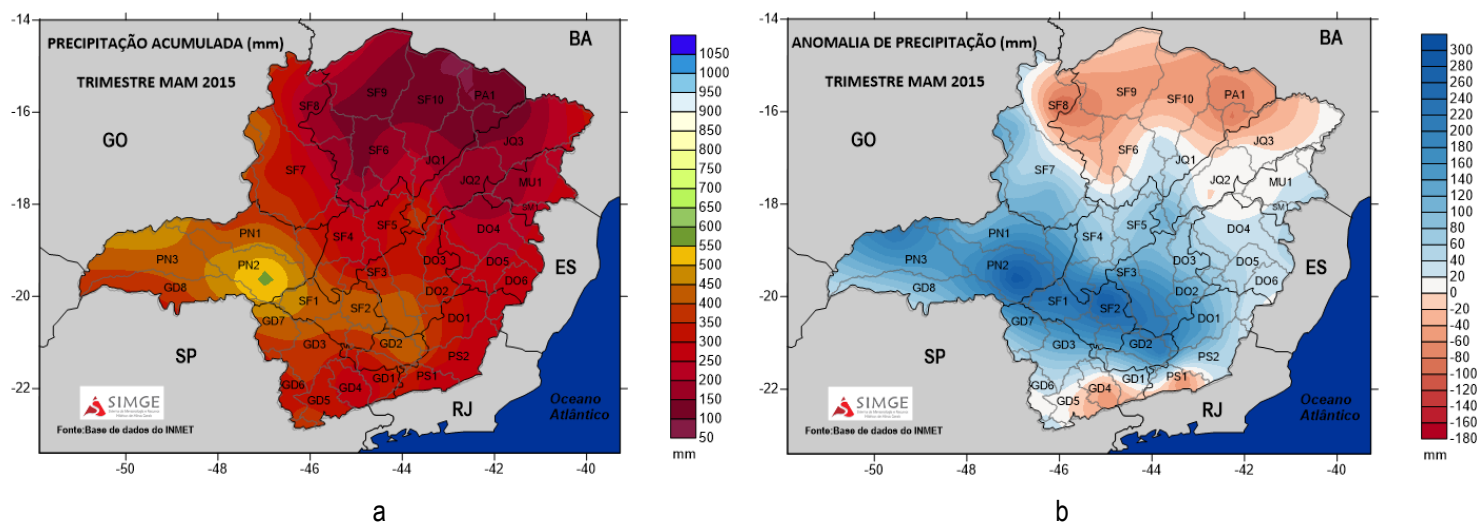 PRECIPITAÇÃO ACUMULADA (mm)
TRIMESTRE MAM 2015
BA
GO
ES
SP
RJ
Oceano
Atlântico
SF9
SF8
SF10
PA1
JQ3
SF6
JQ1
SF7
JQ2
MU1
SM1
PN1
SF4
SF5
DO4
PN3
PN2
DO3
DO5
SF3
GD8
DO2
DO6
SF1
SF2
DO1
GD7
GD3
GD2
PS2
GD6
GD4
GD1
PS1
GD5
SIMGE
Fonte:Base de dados do INMET
-14
-16
-18
-20
-22
-50
-48
-46
-44
-42
-40
1050
1000
950
900
850
800
750
700
650
600
550
500
450
400
350
300
250
200
150
100
50
mm
a
ANOMALIA DE PRECIPITAÇÃO (mm)
TRIMESTRE MAM 2015
BA
GO
ES
SP
RJ
Oceano
Atlântico
SF9
SF8
SF10
PA1
JQ3
SF6
JQ1
SF7
JQ2
MU1
SM1
PN1
SF4
SF5
DO4
PN3
PN2
DO3
DO5
SF3
GD8
DO2
DO6
SF1
SF2
DO1
GD7
GD3
GD2
PS2
GD6
GD4
GD1
PS1
GD5
SIMGE
Fonte:Base de dados do INMET
-14
-16
-18
-20
-22
-50
-48
-46
-44
-42
-40
300
280
260
240
220
200
180
160
140
120
100
80
60
40
20
0
-20
-40
-60
-80
-100
-120
-140
-160
-180
mm
b